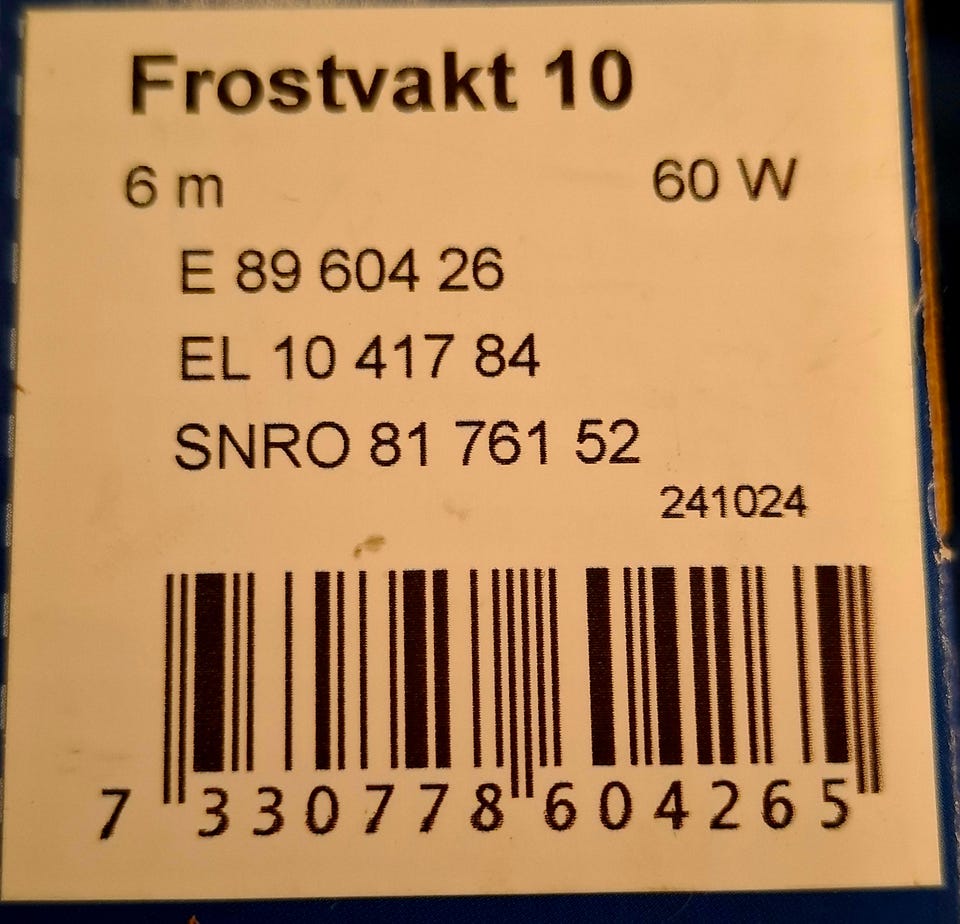 Frostvakt 10
6 m 60 W
E 89 604 26
EL 10 417 84
SNRO 81 761 52
241024
7 330778 604265